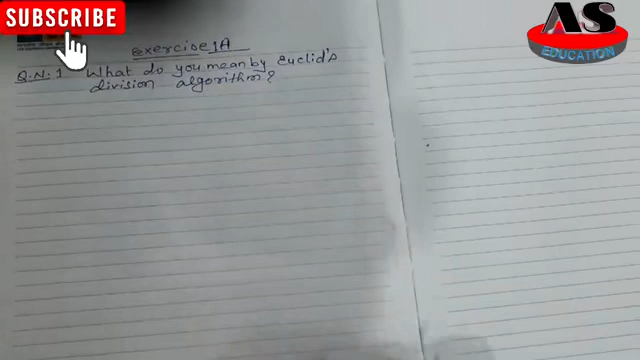 SUBSCRIBE
AS
EDUCATION
Exercise 1A
Q.N:1 What do you mean by Euclid's
division algorithm?